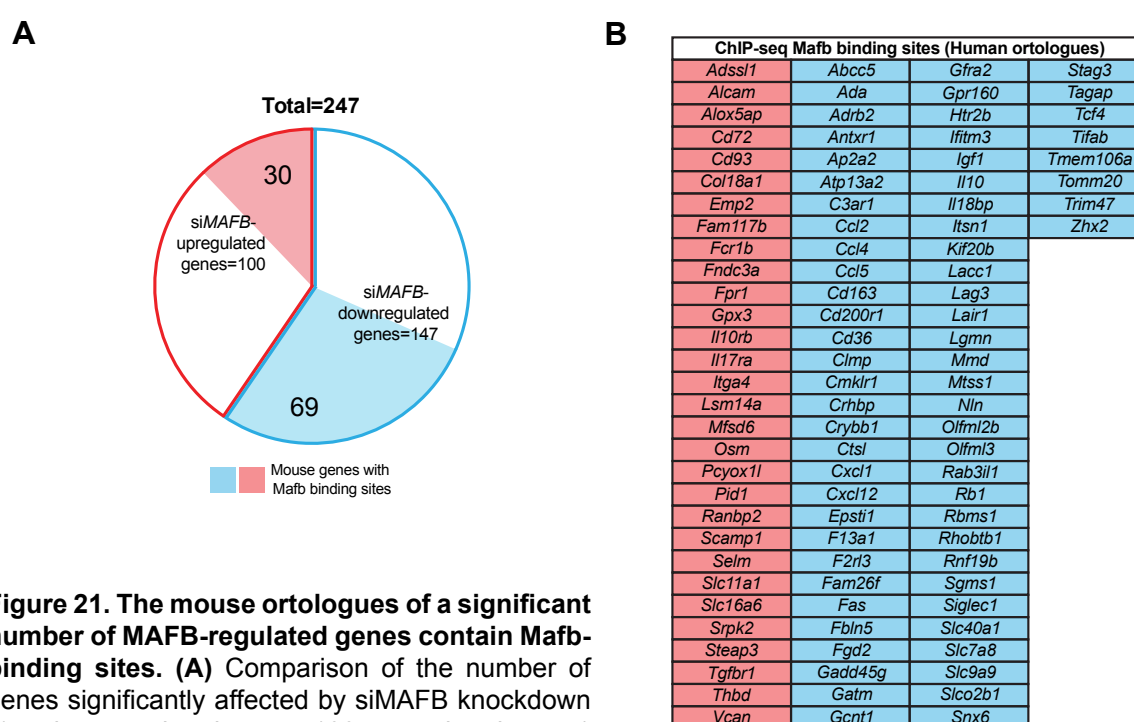 A
Total=247
30
siMAFB-
upregulated
genes=100
siMAFB-
downregulated
genes=147
69
Mouse genes with
Mafb binding sites
Figure 21. The mouse ortologues of a significant
number of MAFB-regulated genes contain Mafb-
binding sites. (A) Comparison of the number of
genes significantly affected by siMAFB knockdown
B
ChIP-seq Mafb binding sites (Human ortologues)
Adssl1 Abcc5 Gfra2 Stag3
Alcam Ada Gpr160 Tagap
Alox5ap Adrb2 Htr2b Tcf4
Cd72 Antxr1 Ifitm3 Tifab
Cd93 Ap2a2 Igf1 Tmem106a
Col18a1 Atp13a2 Il10 Tomm20
Emp2 C3ar1 Il18bp Trim47
Fam117b Ccl2 Itsn1 Zhx2
Fcr1b Ccl4 Kif20b
Fndc3a Ccl5 Lacc1
Fpr1 Cd163 Lag3
Gpx3 Cd200r1 Lair1
Il10rb Cd36 Lgmn
Il17ra Clmp Mmd
Itga4 Cmklr1 Mtss1
Lsm14a Crhbp Nln
Mfsd6 Crybb1 Olfml2b
Osm Ctsl Olfml3
Pcyox1l Cxcl1 Rab3il1
Pid1 Cxcl12 Rb1
Ranbp2 Epsti1 Rbms1
Scamp1 F13a1 Rhobtb1
Selm F2rl3 Rnf19b
Slc11a1 Fam26f Sgms1
Slc16a6 Fas Siglec1
Srpk2 Fbln5 Slc40a1
Steap3 Fgd2 Slc7a8
Tgfbr1 Gadd45g Slc9a9
Thbd Gatm Slco2b1
Vcan Gcnt1 Snx6